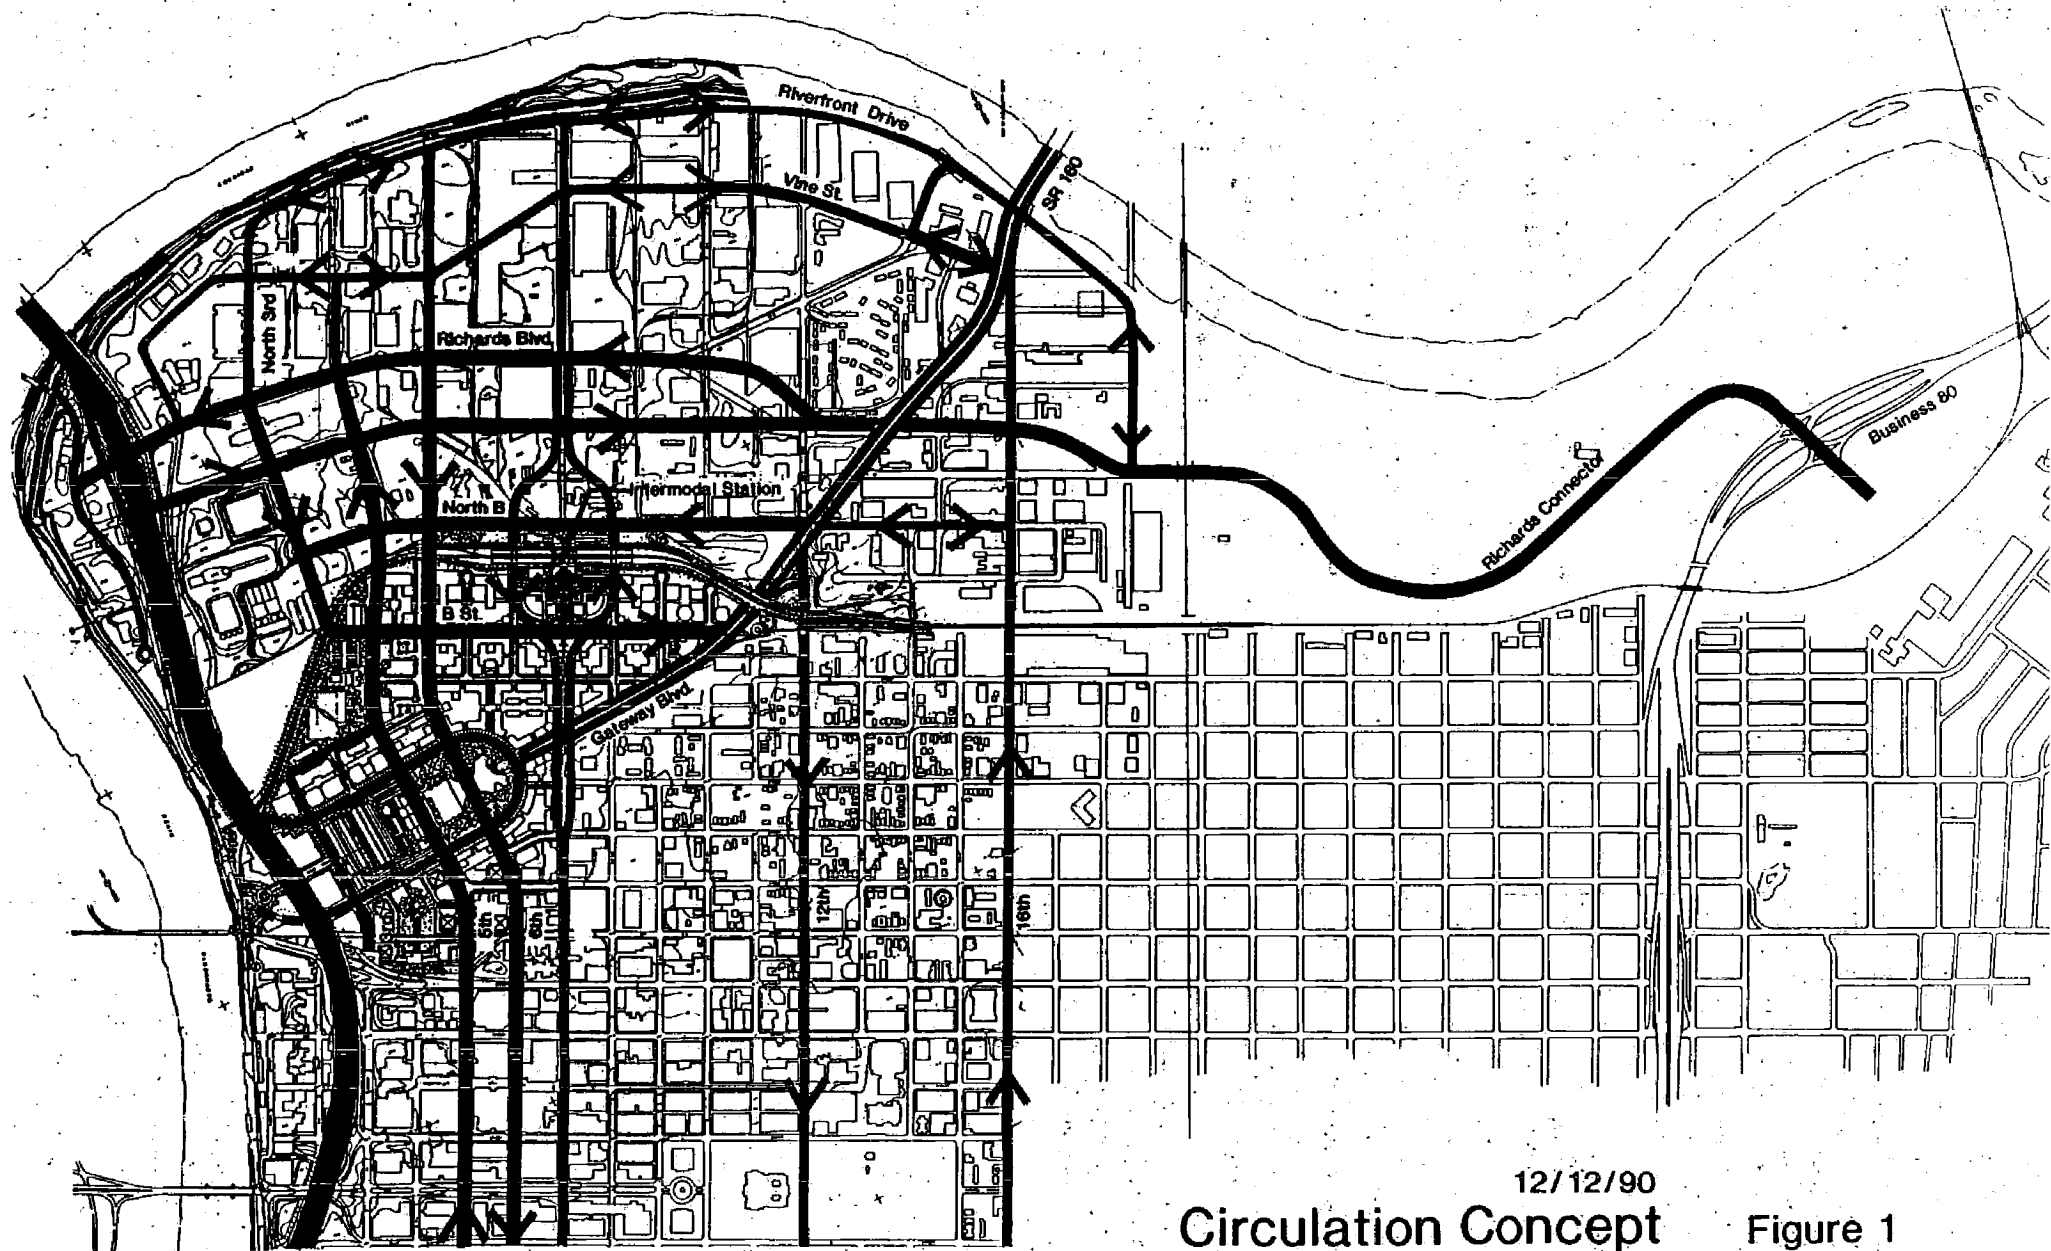 Riverfront Drive
SR 160
Vine St.
North 3rd
Richards Blvd.
Business 80
Intermodal Station
North B
Richards Connector
B St.
Gateway Blvd.
12th
16th
5th
6th
12/12/90
Circulation Concept
Figure 1